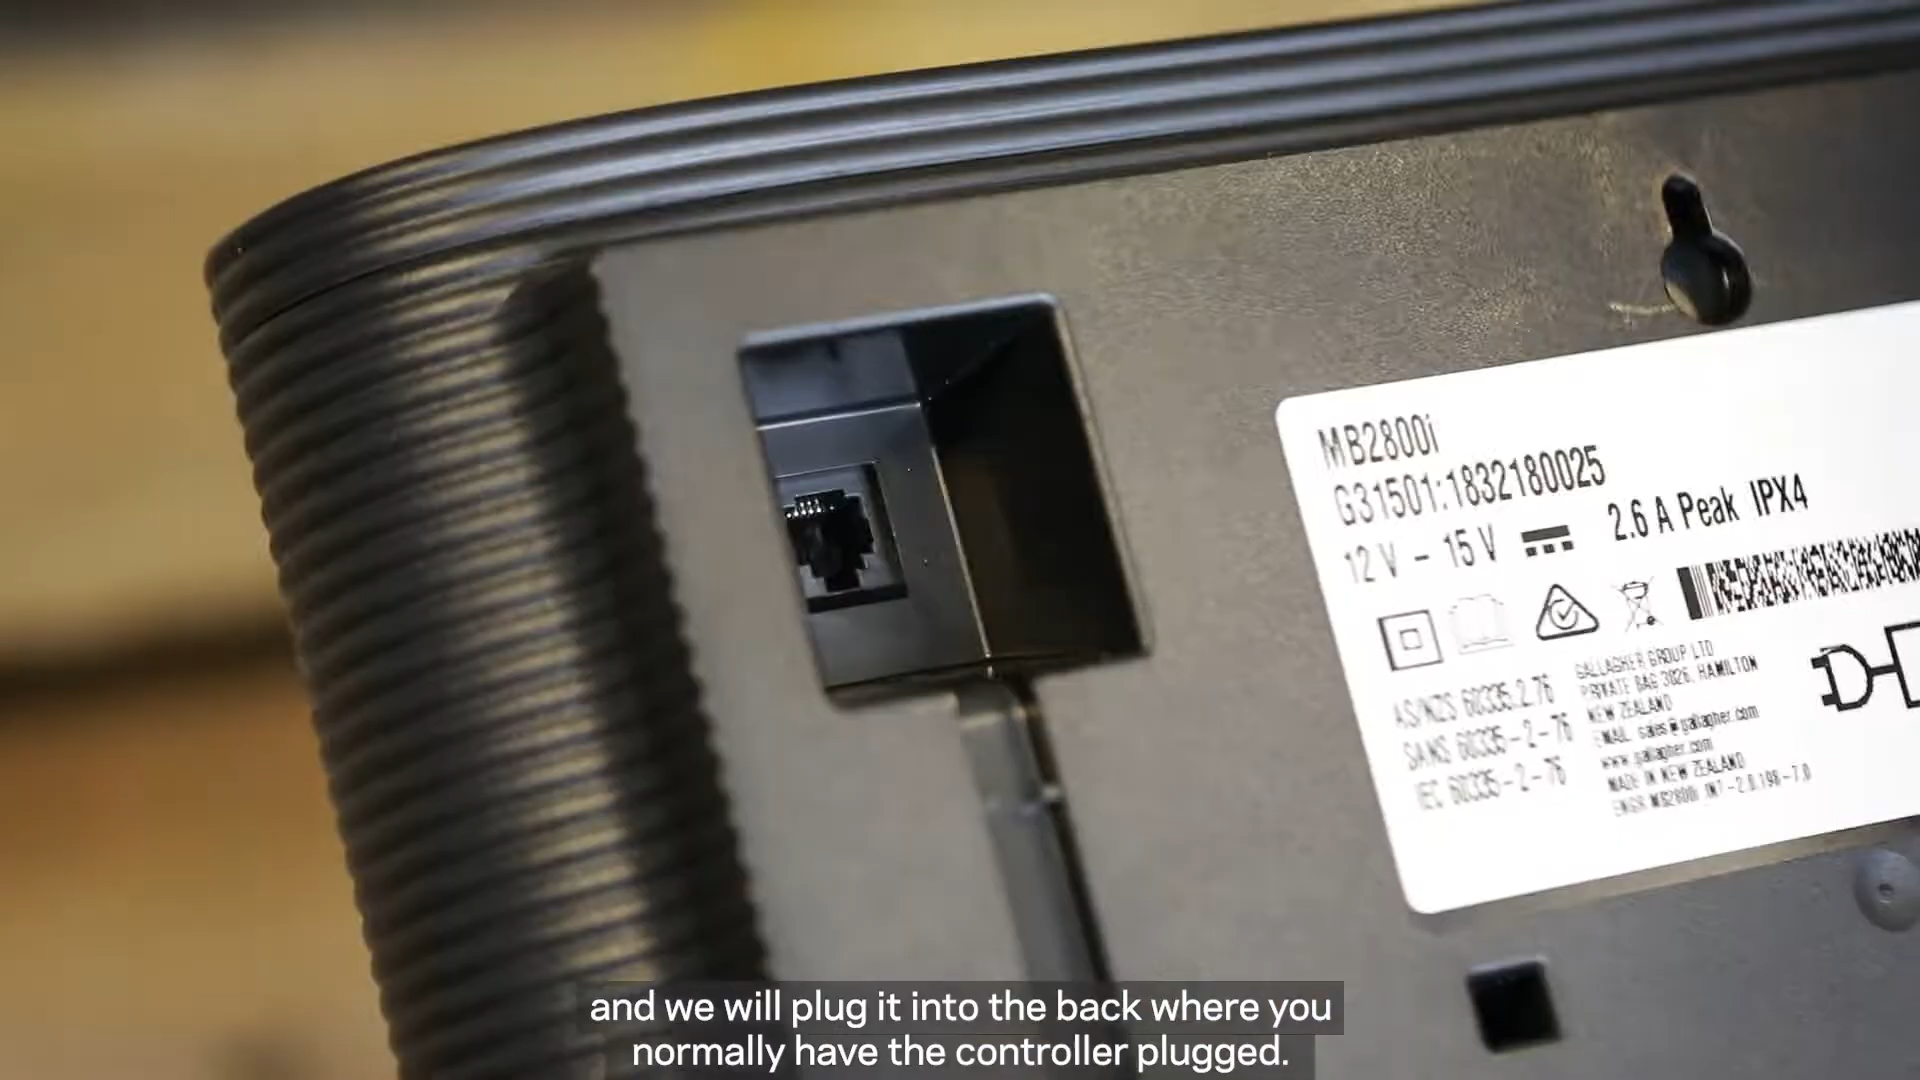 MB2800i
G31501:1832180025
12 V - 15 V 2.6 A Peak IPX4
AS/NZS 60335.2.76
SANS 60335-2-76
IEC 60335-2-76
GALLAGHER GROUP LTD
PRIVATE BAG 3026, HAMILTON
NEW ZEALAND
EMAIL sales@gallagher.com
www.gallagher.com
MADE IN NEW ZEALAND
and we will plug it into the back where you
normally have the controller plugged.